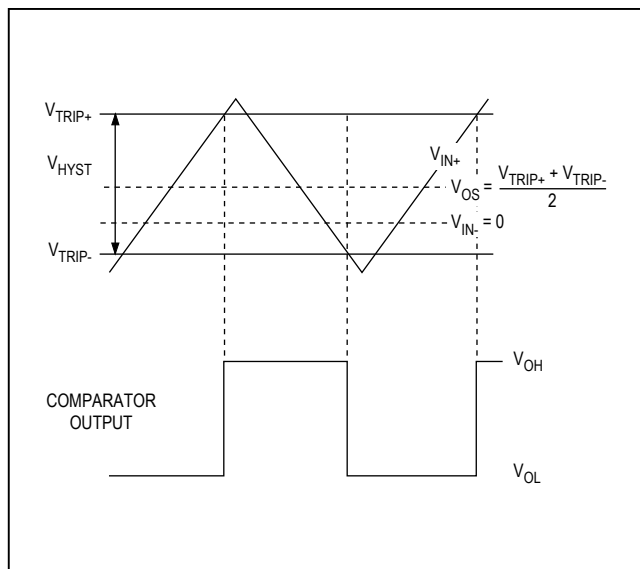 V_TRIP+
V_HYST
V_IN+
V_OS = (V_TRIP+ + V_TRIP-) / 2
V_IN- = 0
V_TRIP-
COMPARATOR
OUTPUT
V_OH
V_OL